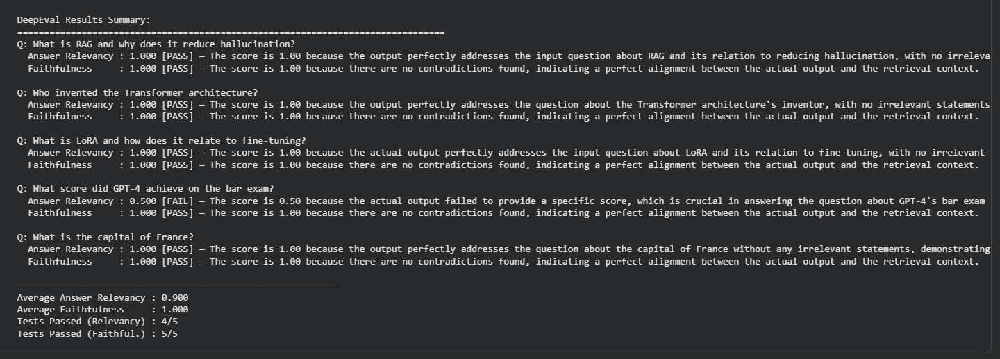 DeepEval Results Summary:
================================================================================
Q: What is RAG and why does it reduce hallucination?
Answer Relevancy : 1.000 [PASS] — The score is 1.00 because the output perfectly addresses the input question about RAG and its relation to reducing hallucination, with no irreleva
Faithfulness     : 1.000 [PASS] — The score is 1.00 because there are no contradictions found, indicating a perfect alignment between the actual output and the retrieval context.
Q: Who invented the Transformer architecture?
Answer Relevancy : 1.000 [PASS] — The score is 1.00 because the output perfectly addresses the question about the Transformer architecture's inventor, with no irrelevant statements
Faithfulness     : 1.000 [PASS] — The score is 1.00 because there are no contradictions found, indicating a perfect alignment between the actual output and the retrieval context.
Q: What is LoRA and how does it relate to fine-tuning?
Answer Relevancy : 1.000 [PASS] — The score is 1.00 because the actual output perfectly addresses the input question about LoRA and its relation to fine-tuning, with no irrelevant
Faithfulness     : 1.000 [PASS] — The score is 1.00 because there are no contradictions found, indicating a perfect alignment between the actual output and the retrieval context.
Q: What score did GPT-4 achieve on the bar exam?
Answer Relevancy : 0.500 [FAIL] — The score is 0.50 because the actual output failed to provide a specific score, which is crucial in answering the question about GPT-4's bar exam
Faithfulness     : 1.000 [PASS] — The score is 1.00 because there are no contradictions found, indicating a perfect alignment between the actual output and the retrieval context.
Q: What is the capital of France?
Answer Relevancy : 1.000 [PASS] — The score is 1.00 because the output perfectly addresses the question about the capital of France without any irrelevant statements, demonstrating
Faithfulness     : 1.000 [PASS] — The score is 1.00 because there are no contradictions found, indicating a perfect alignment between the actual output and the retrieval context.
────────────────────────────────────────────────────────────
Average Answer Relevancy : 0.900
Average Faithfulness     : 1.000
Tests Passed (Relevancy) : 4/5
Tests Passed (Faithful.) : 5/5